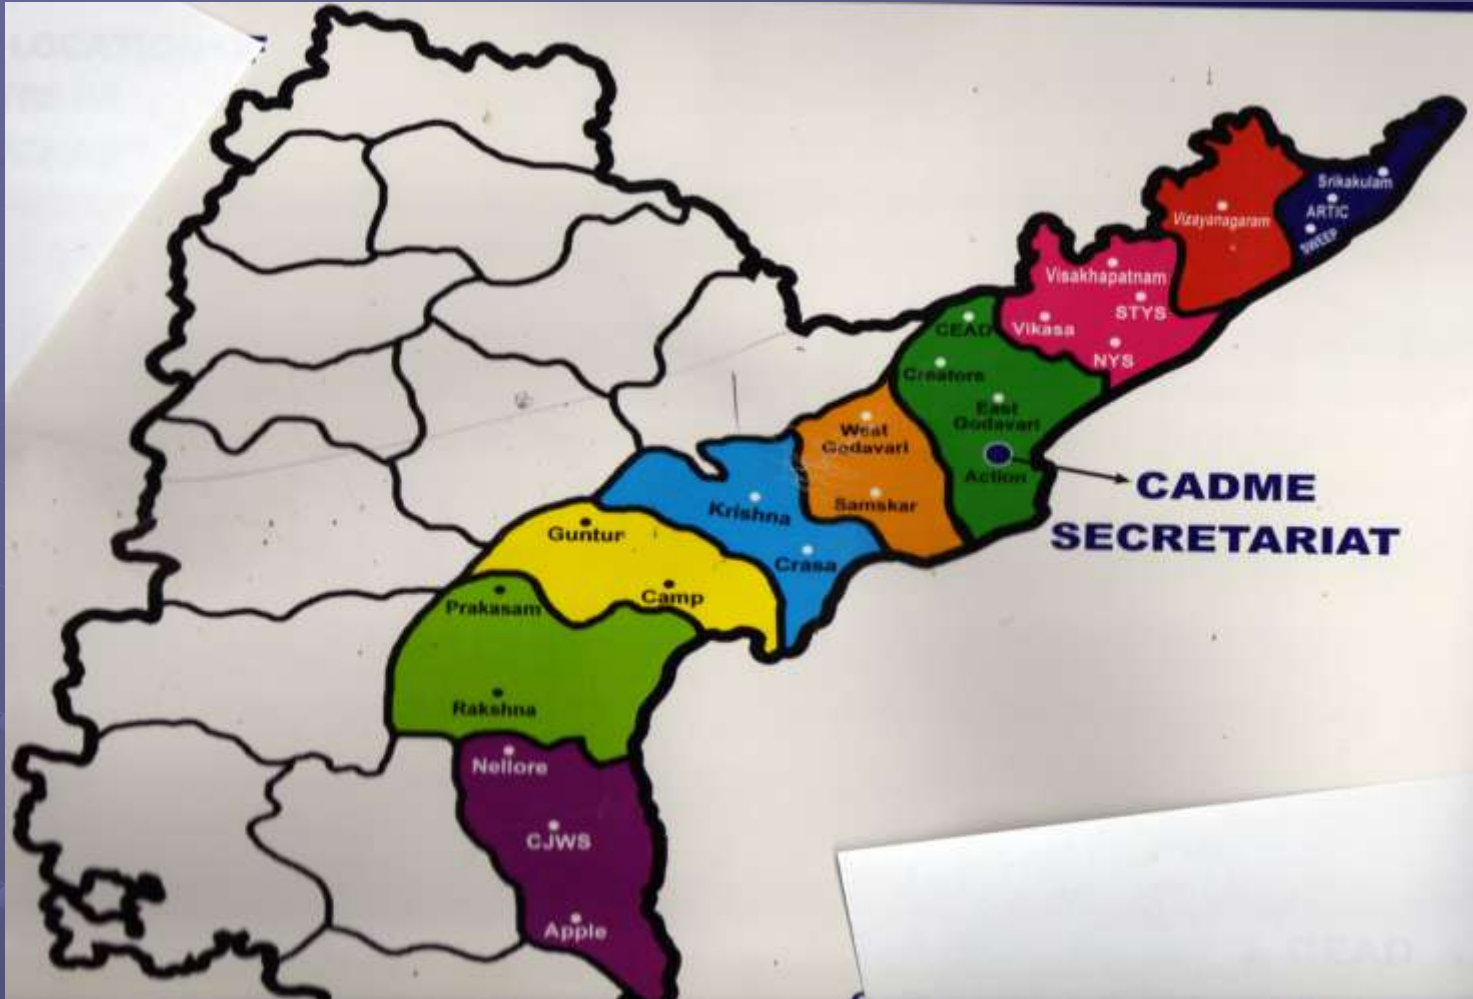 Srikakulam
ARTIC
SWEEP
Vizayanagaram
Visakhapatnam
STYS
Vikasa
NYS
CEAD
Creators
East
Godavari
Action
West
Godavari
Samskar
CADME
SECRETARIAT
Krishna
Crasa
Guntur
Camp
Prakasam
Rakshna
Nellore
CJWS
Apple